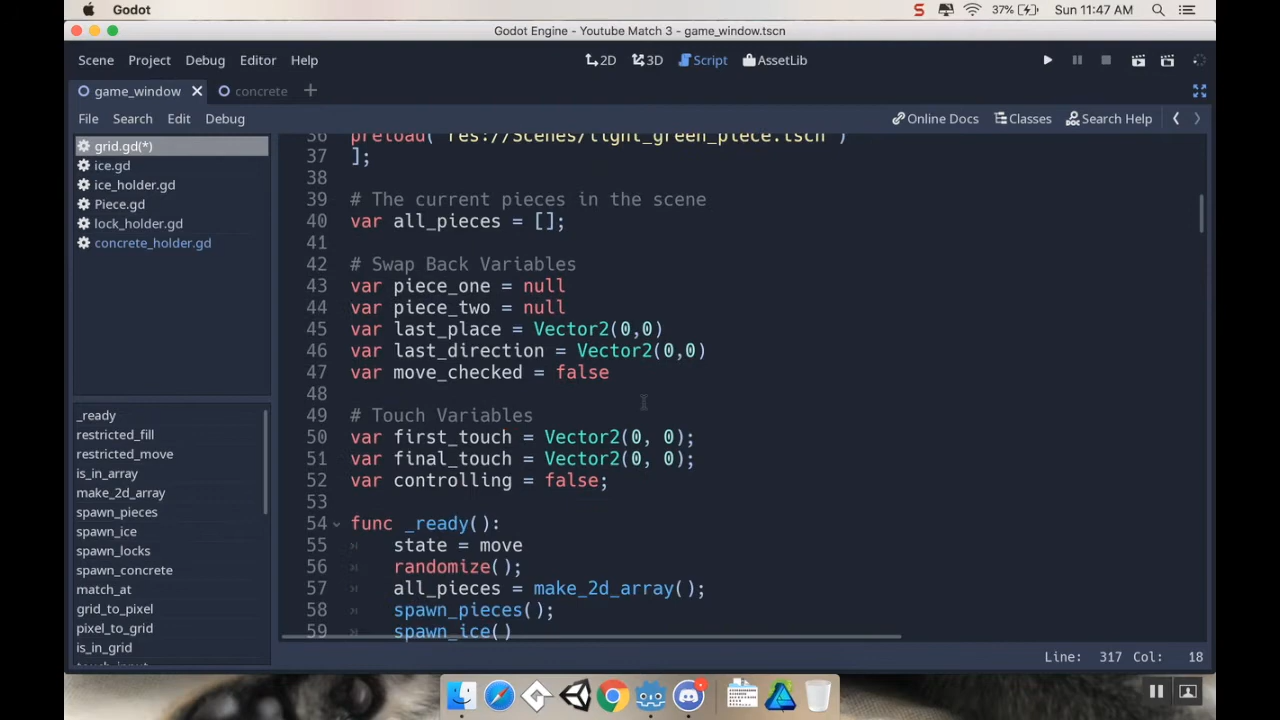 Godot
S
37%
Sun 11:47 AM
Godot Engine - Youtube Match 3 - game_window.tscn
Scene Project Debug Editor Help
2D 3D Script AssetLib
game_window
concrete
File Search Edit Debug
Online Docs Classes Search Help
grid.gd(*)
ice.gd
ice_holder.gd
Piece.gd
lock_holder.gd
concrete_holder.gd
_ready
restricted_fill
restricted_move
is_in_array
make_2d_array
spawn_pieces
spawn_ice
spawn_locks
spawn_concrete
match_at
grid_to_pixel
pixel_to_grid
is_in_grid
touch_input
36 preload("res://Scenes/light_green_piece.tscn")
37 ];
38
39 # The current pieces in the scene
40 var all_pieces = [];
41
42 # Swap Back Variables
43 var piece_one = null
44 var piece_two = null
45 var last_place = Vector2(0,0)
46 var last_direction = Vector2(0,0)
47 var move_checked = false
48
49 # Touch Variables
50 var first_touch = Vector2(0, 0);
51 var final_touch = Vector2(0, 0);
52 var controlling = false;
53
54 func _ready():
55 state = move
56 randomize();
57 all_pieces = make_2d_array();
58 spawn_pieces();
59 spawn_ice()
Line: 317 Col: 18